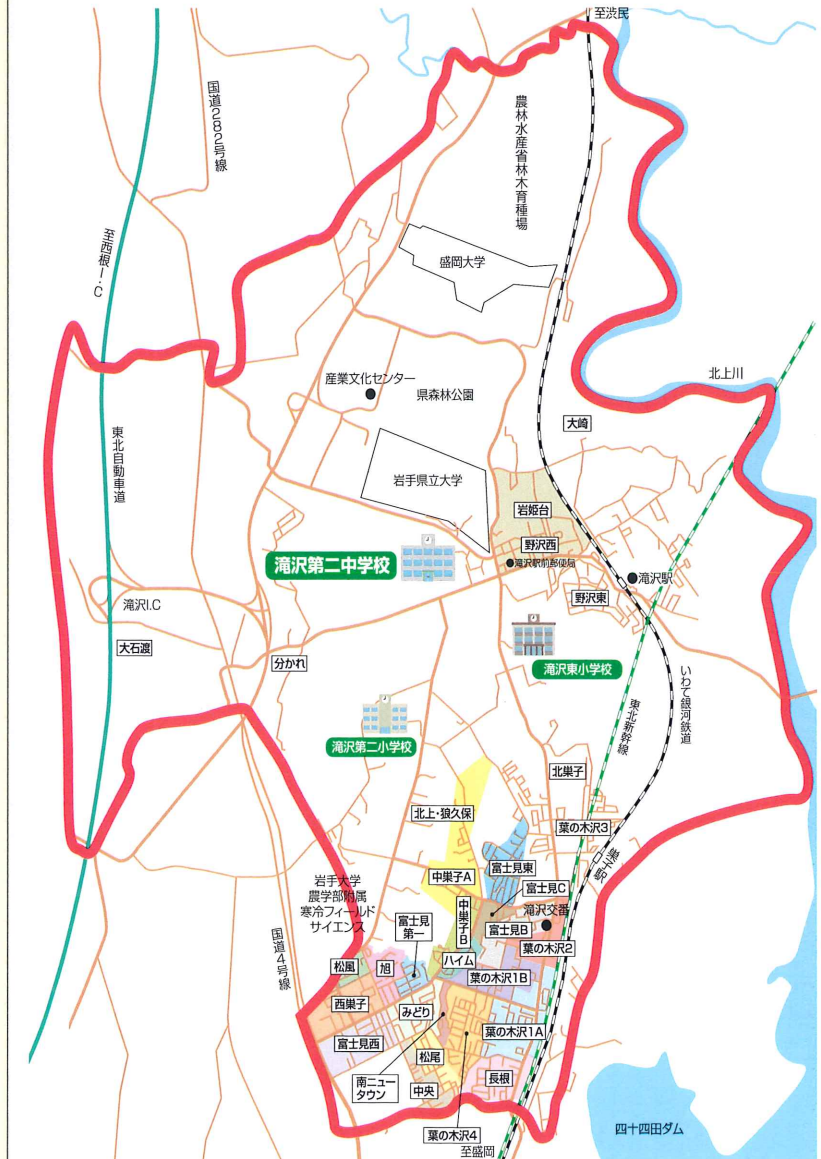 至渋民
国道282号線
農林水産省林木育種場
至西根I・C
盛岡大学
北上川
産業文化センター
県森林公園
大崎
東北自動車道
岩手県立大学
岩姫台
野沢西
滝沢第二中学校
滝沢駅前郵便局
滝沢駅
野沢東
滝沢I.C
大石渡
分かれ
滝沢東小学校
いわて銀河鉄道
東北新幹線
滝沢第二小学校
北巣子
北上・狼久保
葉の木沢3
巣子駅
富士見東
中巣子A
岩手大学
農学部附属
寒冷フィールド
サイエンス
富士見C
滝沢交番
中巣子B
富士見B
富士見
第一
国道4号線
葉の木沢2
ハイム
松風
旭
葉の木沢1B
西巣子
みどり
葉の木沢1A
富士見西
松尾
南ニュー
タウン
中央
長根
葉の木沢4
至盛岡
四十四田ダム